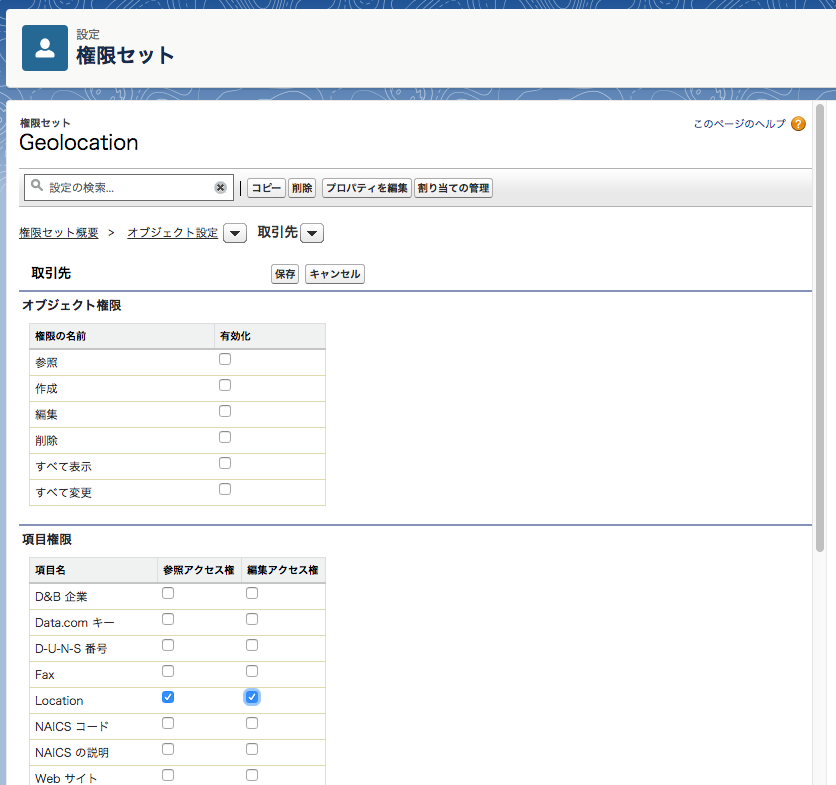 設定
権限セット
権限セット
Geolocation
このページのヘルプ ?
設定の検索...
コピー 削除 プロパティを編集 割り当ての管理
権限セット概要 > オブジェクト設定 取引先
取引先 保存 キャンセル
オブジェクト権限
権限の名前 有効化
参照
作成
編集
削除
すべて表示
すべて変更
項目権限
項目名 参照アクセス権 編集アクセス権
D&B 企業
Data.com キー
D-U-N-S 番号
Fax
Location
NAICS コード
NAICS の説明
Web サイト